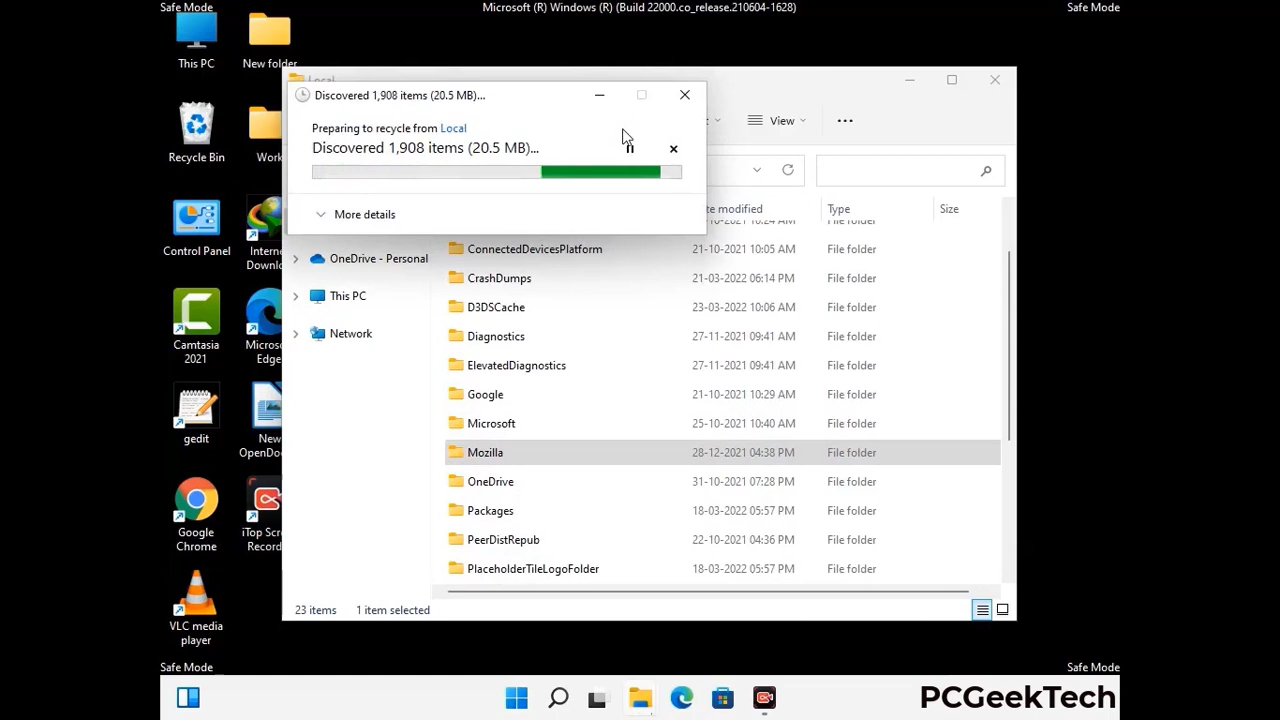 Safe Mode
Microsoft (R) Windows (R) (Build 22000.co_release.210604-1628)
Safe Mode
This PC
New folder
Recycle Bin
Work
Control Panel
Internet
Downlo
Camtasia
2021
Micros
Edge
gedit
New
OpenDoc
Google
Chrome
iTop Scre
Record
VLC media
player
Local
Discovered 1,908 items (20.5 MB)...
Preparing to recycle from Local
Discovered 1,908 items (20.5 MB)...
More details
View
te modified
Type
Size
File folder
OneDrive - Personal
This PC
Network
ConnectedDevicesPlatform 21-10-2021 10:05 AM File folder
CrashDumps 21-03-2022 06:14 PM File folder
D3DSCache 23-03-2022 10:06 AM File folder
Diagnostics 27-11-2021 09:41 AM File folder
ElevatedDiagnostics 27-11-2021 09:41 AM File folder
Google 21-10-2021 10:29 AM File folder
Microsoft 25-10-2021 10:40 AM File folder
Mozilla 28-12-2021 04:38 PM File folder
OneDrive 31-10-2021 07:28 PM File folder
Packages 18-03-2022 05:57 PM File folder
PeerDistRepub 22-10-2021 04:36 PM File folder
PlaceholderTileLogoFolder 18-03-2022 05:57 PM File folder
23 items
1 item selected
Safe Mode
Safe Mode
PCGeekTech